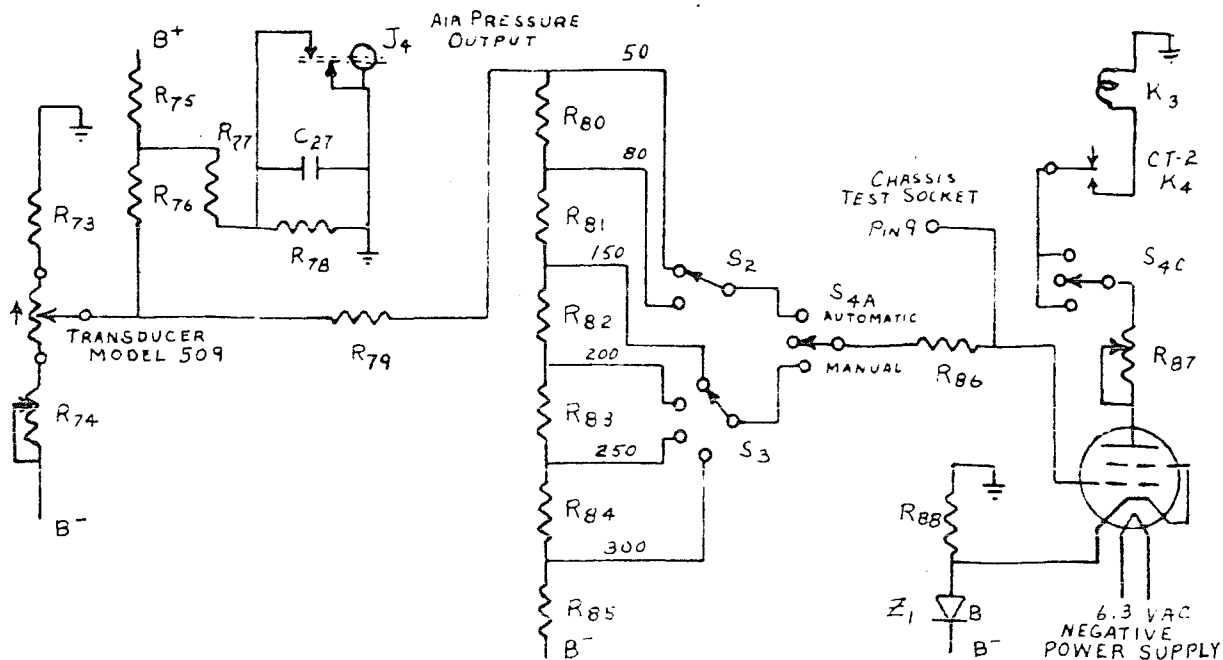 B+
R75
R77
R76
R73
TRANSDUCER
MODEL 509
R74
B-
C27
R78
J4
AIR PRESSURE
OUTPUT
R79
50
R80
80
R81
150
R82
200
R83
250
R84
300
R85
B-
S2
S3
S4A
AUTOMATIC
MANUAL
R86
CHASSIS
TEST SOCKET
PIN 9
K3
CT-2
K4
S4C
R87
R88
Z1
B
B-
6.3 VAC
NEGATIVE
POWER SUPPLY